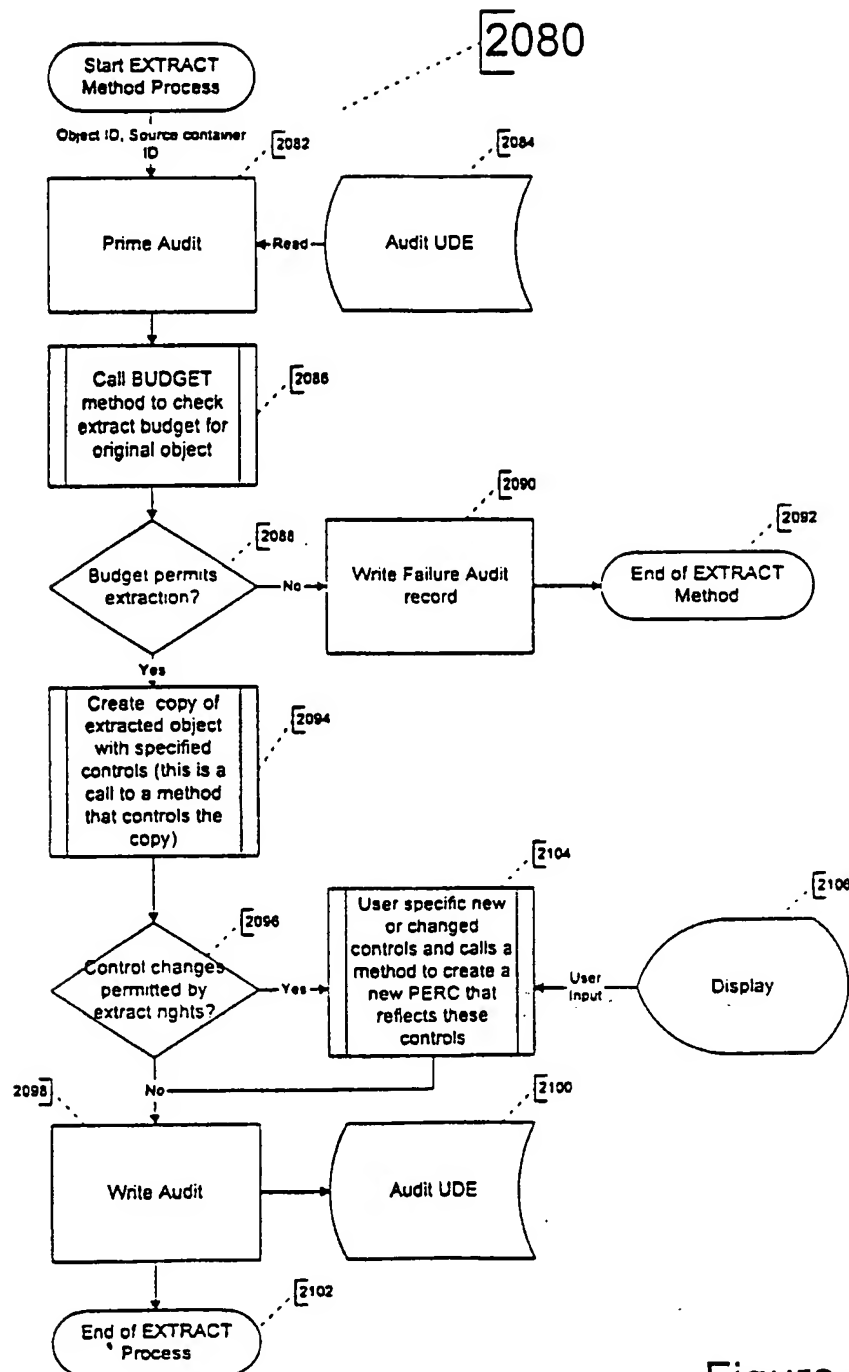 2080
Start EXTRACT
Method Process
Object ID, Source container
ID
2082
2084
Prime Audit
Read
Audit UDE
Call BUDGET
method to check
extract budget for
original object
2086
2088
Budget permits
extraction?
No
2090
Write Failure Audit
record
2092
End of EXTRACT
Method
Yes
Create copy of
extracted object
with specified
controls (this is a
call to a method
that controls the
copy)
2094
2096
Control changes
permitted by
extract rights?
Yes
2104
User specific new
or changed
controls and calls a
method to create a
new PERC that
reflects these
controls
User
Input
2106
Display
No
2098
Write Audit
2100
Audit UDE
2102
End of EXTRACT
Process
Figure